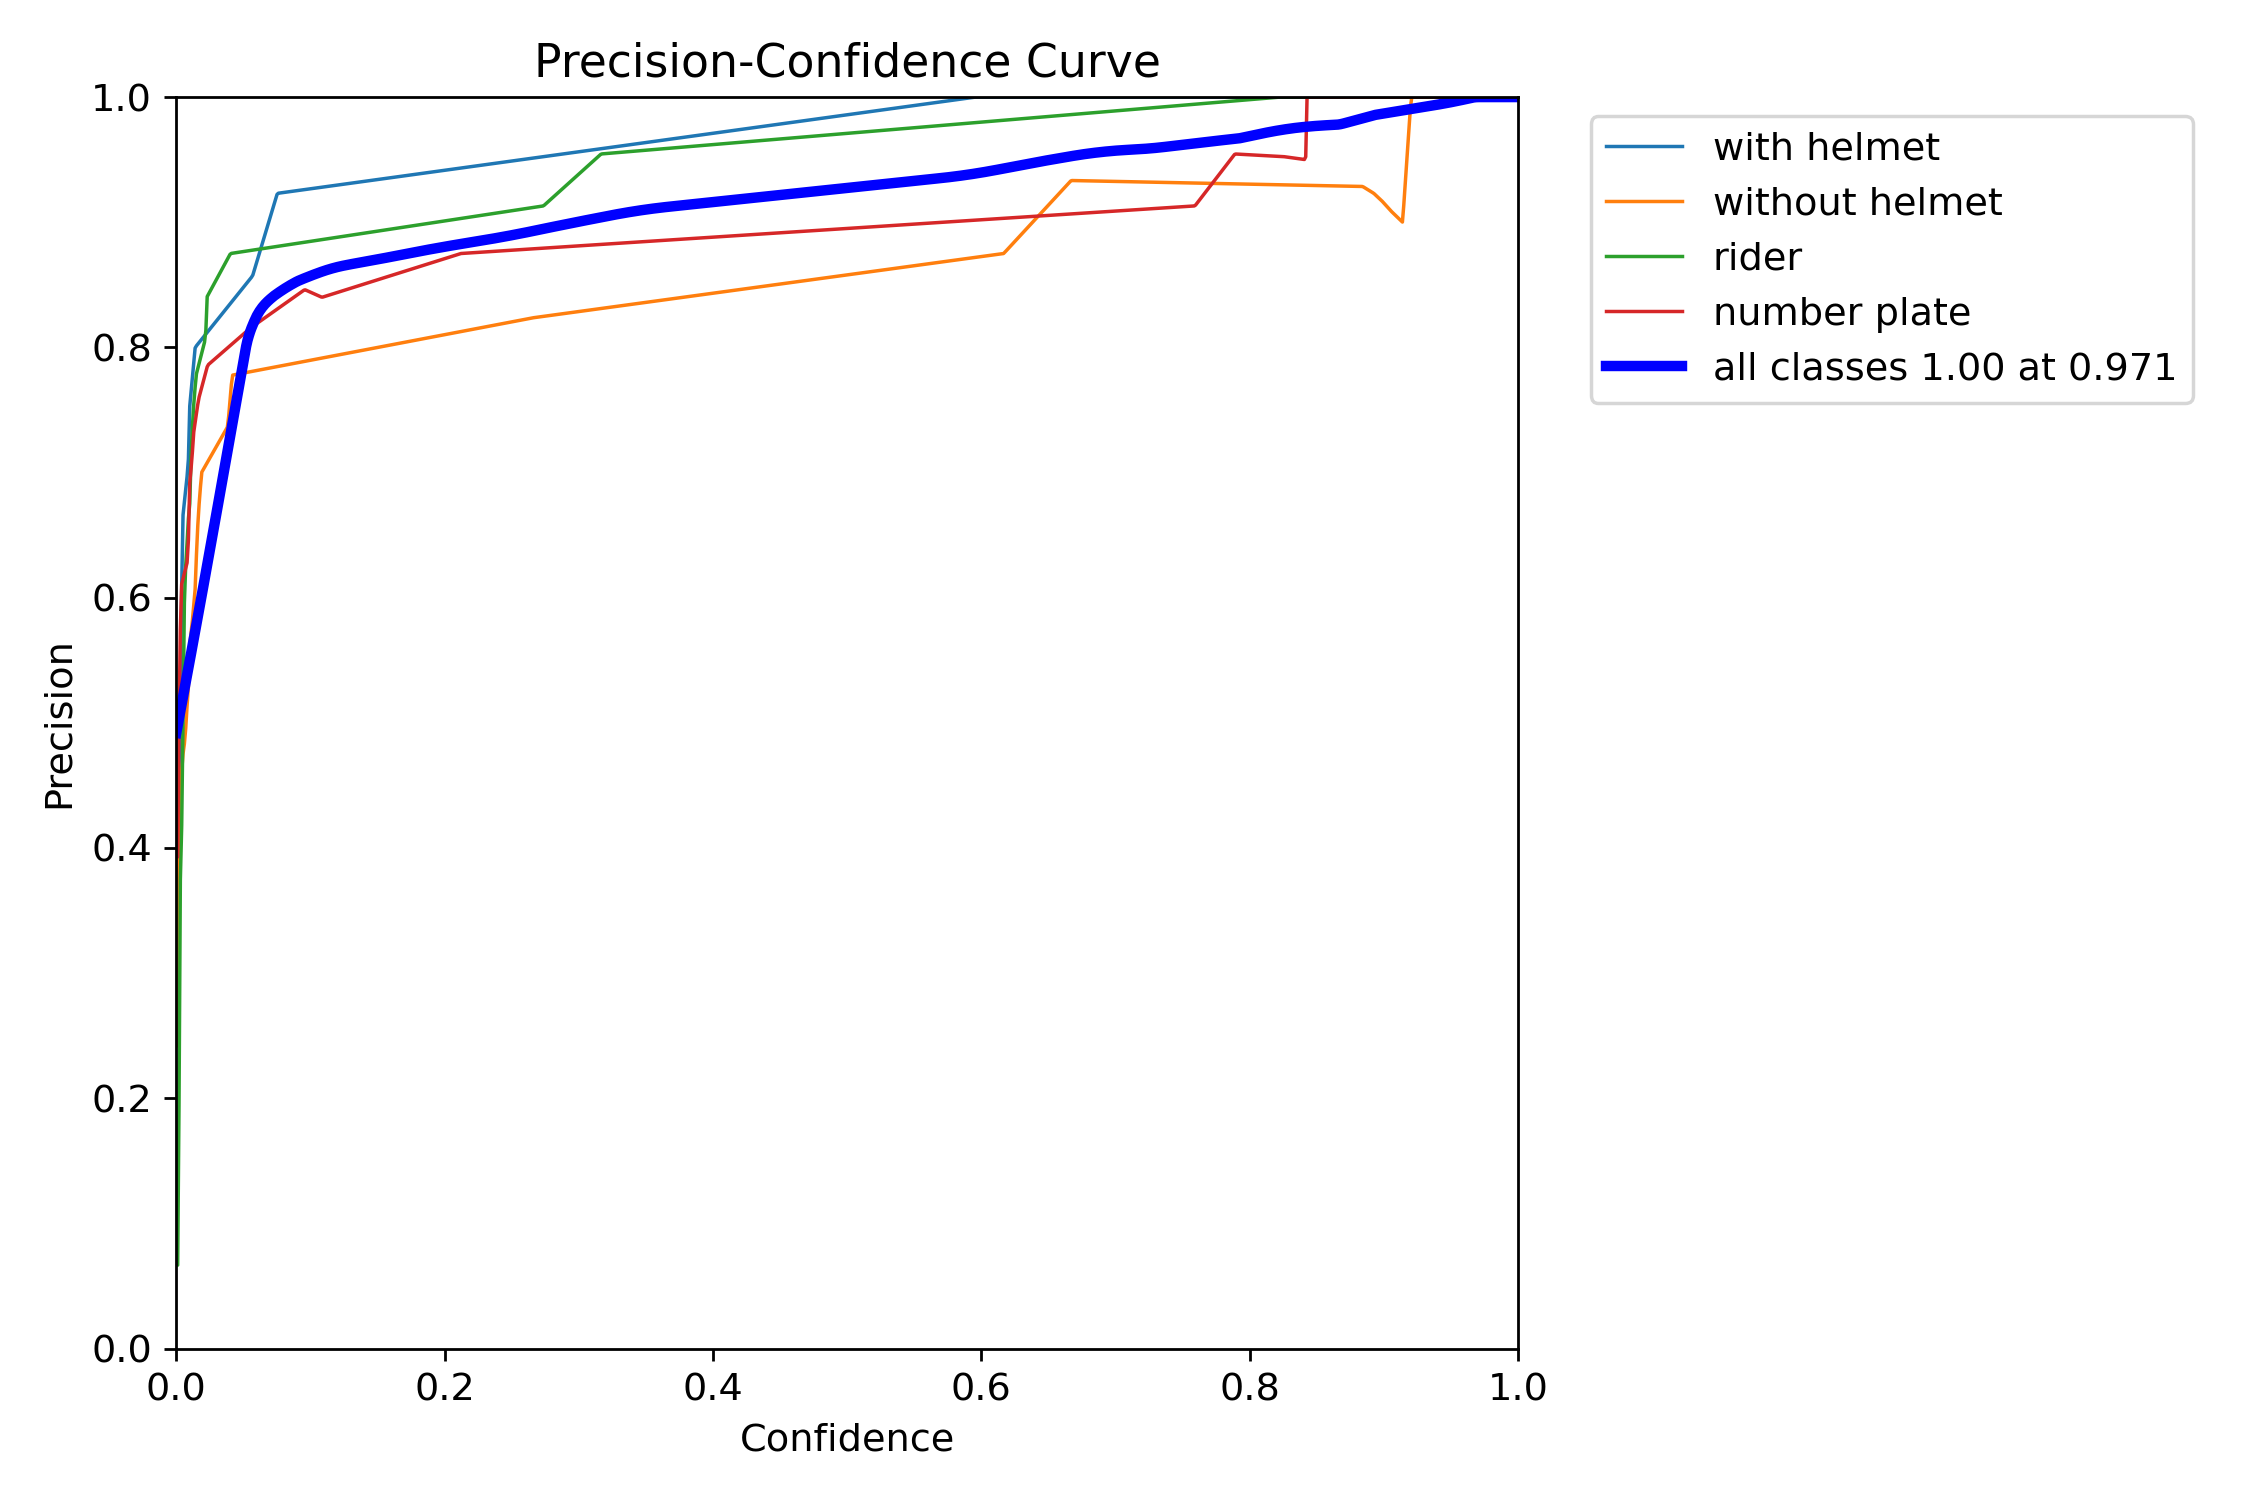 Precision-Confidence Curve
1.0
0.8
0.6
0.4
0.2
0.0
Precision
0.0 0.2 0.4 0.6 0.8 1.0
Confidence
with helmet
without helmet
rider
number plate
all classes 1.00 at 0.971